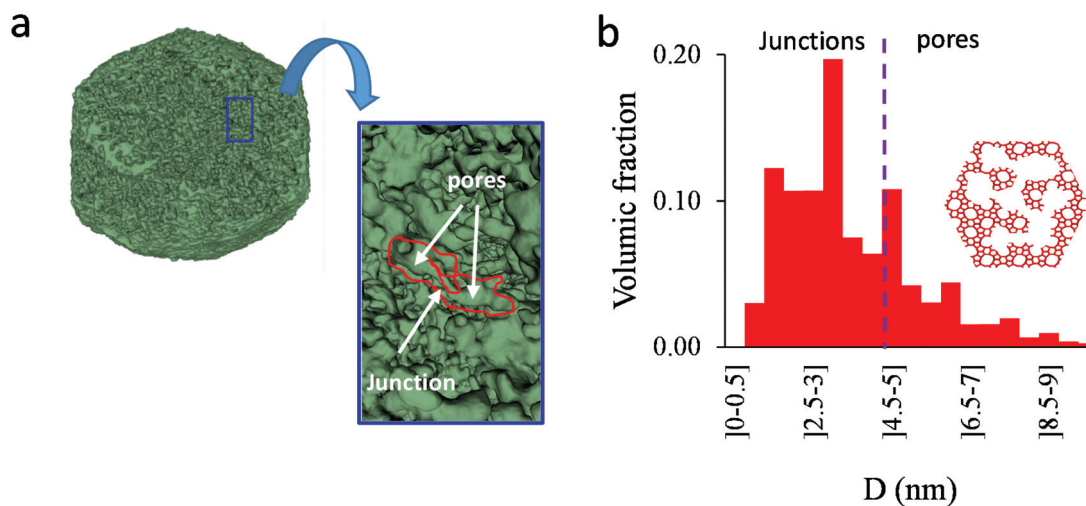 a
pores
Junction
b
Junctions pores
0.20
0.10
0.00
Volumic fraction
]0-0.5]
]2.5-3]
]4.5-5]
]6.5-7]
]8.5-9]
D (nm)